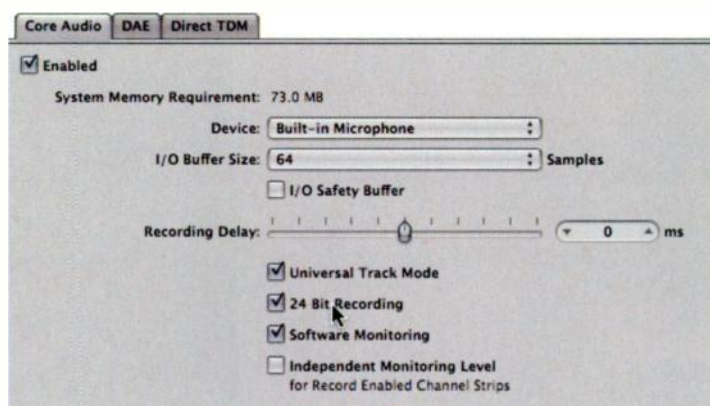 Core Audio DAE Direct TDM
Enabled
System Memory Requirement: 73.0 MB
Device: Built-in Microphone
I/O Buffer Size: 64 Samples
I/O Safety Buffer
Recording Delay: 0 ms
Universal Track Mode
24 Bit Recording
Software Monitoring
Independent Monitoring Level
for Record Enabled Channel Strips